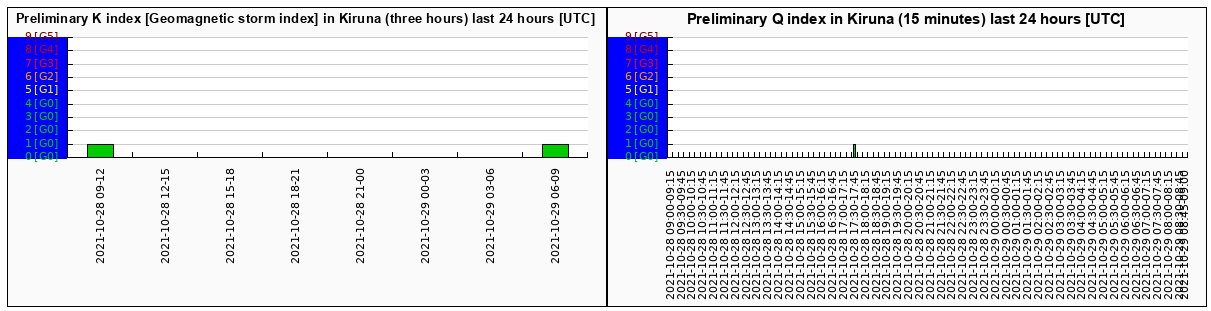 Preliminary K index [Geomagnetic storm index] in Kiruna (three hours) last 24 hours [UTC]
9 [G5]
8 [G4]
7 [G3]
6 [G2]
5 [G1]
4 [G0]
3 [G0]
2 [G0]
1 [G0]
0 [G0]
2021-10-28 09-12
2021-10-28 12-15
2021-10-28 15-18
2021-10-28 18-21
2021-10-28 21-00
2021-10-29 00-03
2021-10-29 03-06
2021-10-29 06-09
Preliminary Q index in Kiruna (15 minutes) last 24 hours [UTC]
9 [G5]
8 [G4]
7 [G3]
6 [G2]
5 [G1]
4 [G0]
3 [G0]
2 [G0]
1 [G0]
0 [G0]
2021-10-28 09:00-09:15
2021-10-28 09:30-09:45
2021-10-28 10:00-10:15
2021-10-28 10:30-10:45
2021-10-28 11:00-11:15
2021-10-28 11:30-11:45
2021-10-28 12:00-12:15
2021-10-28 12:30-12:45
2021-10-28 13:00-13:15
2021-10-28 13:30-13:45
2021-10-28 14:00-14:15
2021-10-28 14:30-14:45
2021-10-28 15:00-15:15
2021-10-28 15:30-15:45
2021-10-28 16:00-16:15
2021-10-28 16:30-16:45
2021-10-28 17:00-17:15
2021-10-28 17:30-17:45
2021-10-28 18:00-18:15
2021-10-28 18:30-18:45
2021-10-28 19:00-19:15
2021-10-28 19:30-19:45
2021-10-28 20:00-20:15
2021-10-28 20:30-20:45
2021-10-28 21:00-21:15
2021-10-28 21:30-21:45
2021-10-28 22:00-22:15
2021-10-28 22:30-22:45
2021-10-28 23:00-23:15
2021-10-28 23:30-23:45
2021-10-29 00:00-00:15
2021-10-29 00:30-00:45
2021-10-29 01:00-01:15
2021-10-29 01:30-01:45
2021-10-29 02:00-02:15
2021-10-29 02:30-02:45
2021-10-29 03:00-03:15
2021-10-29 03:30-03:45
2021-10-29 04:00-04:15
2021-10-29 04:30-04:45
2021-10-29 05:00-05:15
2021-10-29 05:30-05:45
2021-10-29 06:00-06:15
2021-10-29 06:30-06:45
2021-10-29 07:00-07:15
2021-10-29 07:30-07:45
2021-10-29 08:00-08:15
2021-10-29 08:30-08:45
2021-10-29 08:45-09:00